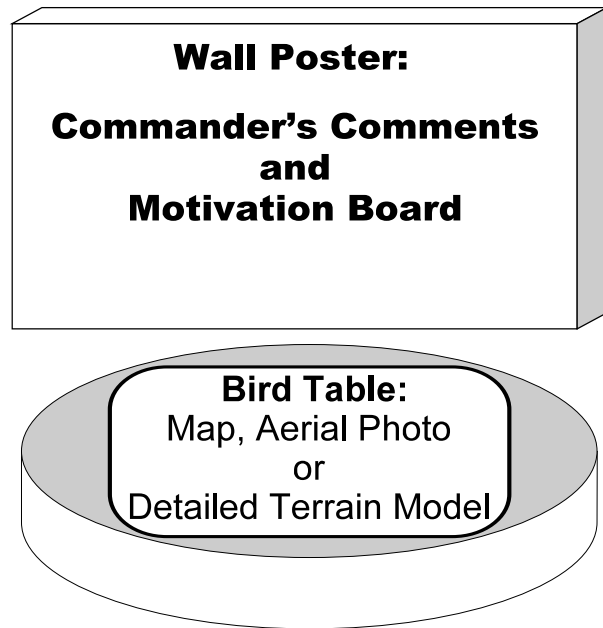 Wall Poster:
Commander’s Comments
and
Motivation Board
Bird Table:
Map, Aerial Photo
or
Detailed Terrain Model